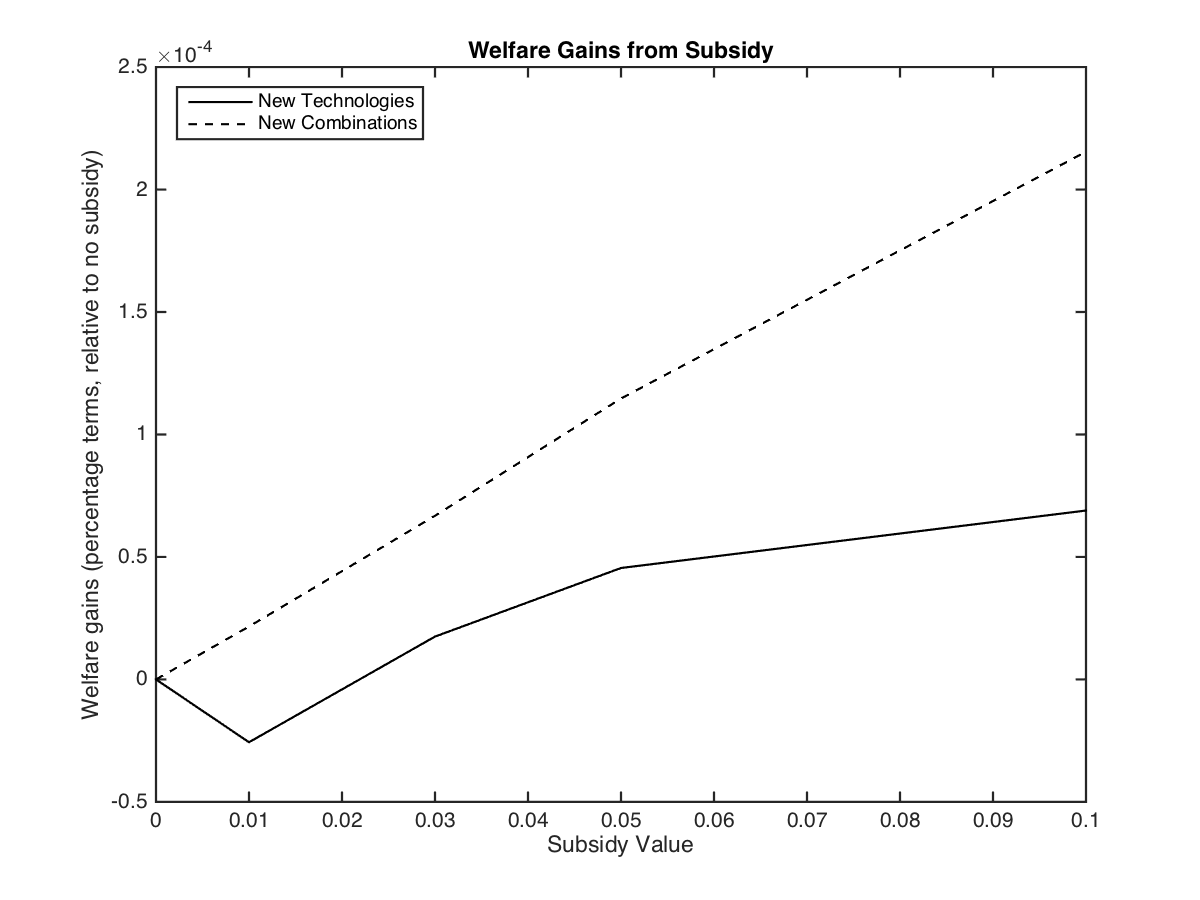 Welfare Gains from Subsidy
×10-4
2.5
2
1.5
1
0.5
0
-0.5
New Technologies
New Combinations
Welfare gains (percentage terms, relative to no subsidy)
0 0.01 0.02 0.03 0.04 0.05 0.06 0.07 0.08 0.09 0.1
Subsidy Value